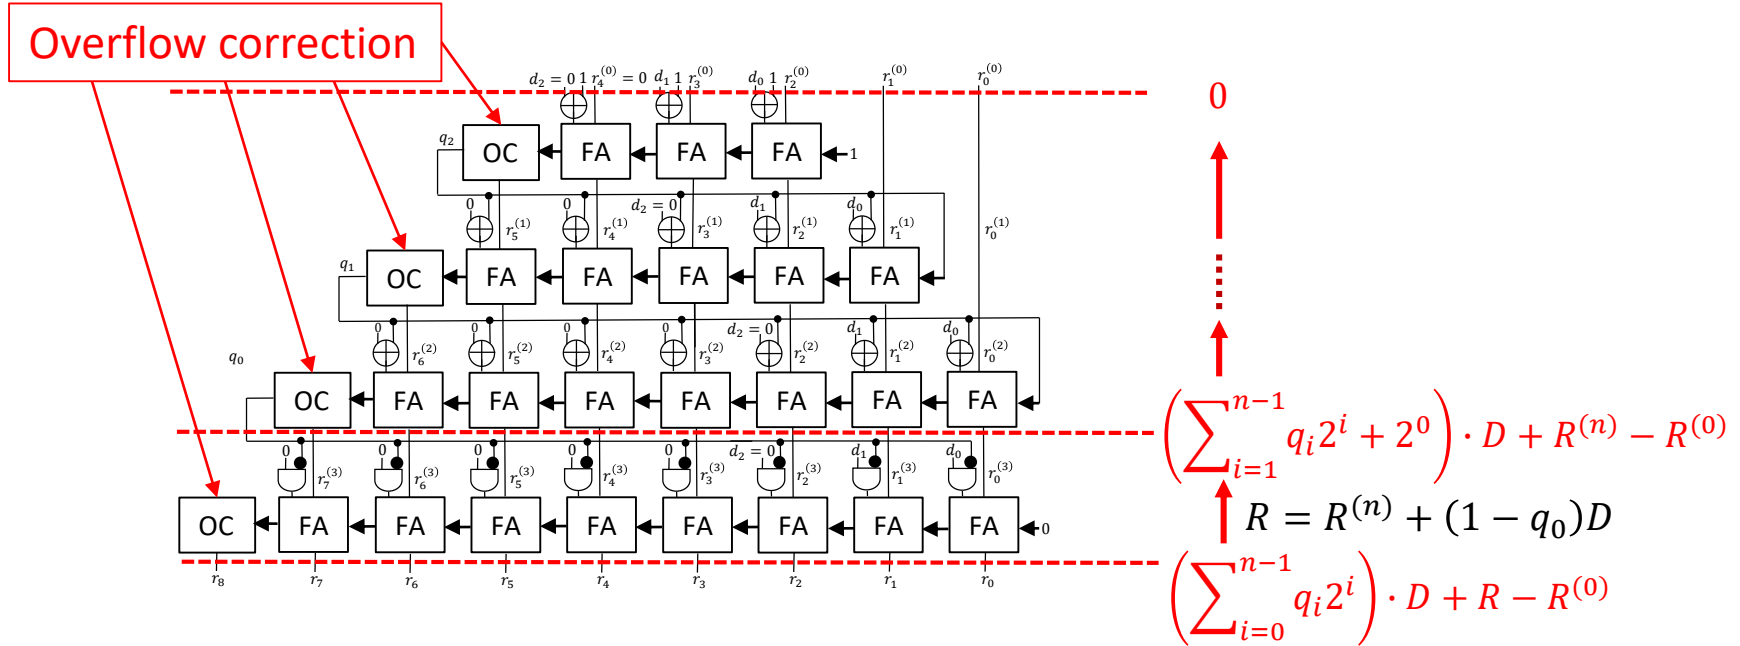 Overflow correction
d₂ = 0 1 r₄⁽⁰⁾ = 0 d₁ 1 r₃⁽⁰⁾ d₀ 1 r₂⁽⁰⁾ r₁⁽⁰⁾ r₀⁽⁰⁾
0
q₂ OC FA FA FA 1
0 r₅⁽¹⁾ 0 r₄⁽¹⁾ d₂ = 0 r₃⁽¹⁾ d₁ r₂⁽¹⁾ d₀ r₁⁽¹⁾ r₀⁽¹⁾
q₁ OC FA FA FA FA FA
0 r₆⁽²⁾ 0 r₅⁽²⁾ 0 r₄⁽²⁾ 0 r₃⁽²⁾ d₂ = 0 r₂⁽²⁾ d₁ r₁⁽²⁾ d₀ r₀⁽²⁾
q₀ OC FA FA FA FA FA FA FA
(∑ᵢ₌₁ⁿ⁻¹ qᵢ2ⁱ + 2⁰) · D + R⁽ⁿ⁾ − R⁽⁰⁾
0 r₇⁽³⁾ 0 r₆⁽³⁾ 0 r₅⁽³⁾ 0 r₄⁽³⁾ 0 r₃⁽³⁾ d₂ = 0 r₂⁽³⁾ d₁ r₁⁽³⁾ d₀ r₀⁽³⁾
OC FA FA FA FA FA FA FA FA 0
R = R⁽ⁿ⁾ + (1 − q₀)D
r₈ r₇ r₆ r₅ r₄ r₃ r₂ r₁ r₀
(∑ᵢ₌₀ⁿ⁻¹ qᵢ2ⁱ) · D + R − R⁽⁰⁾